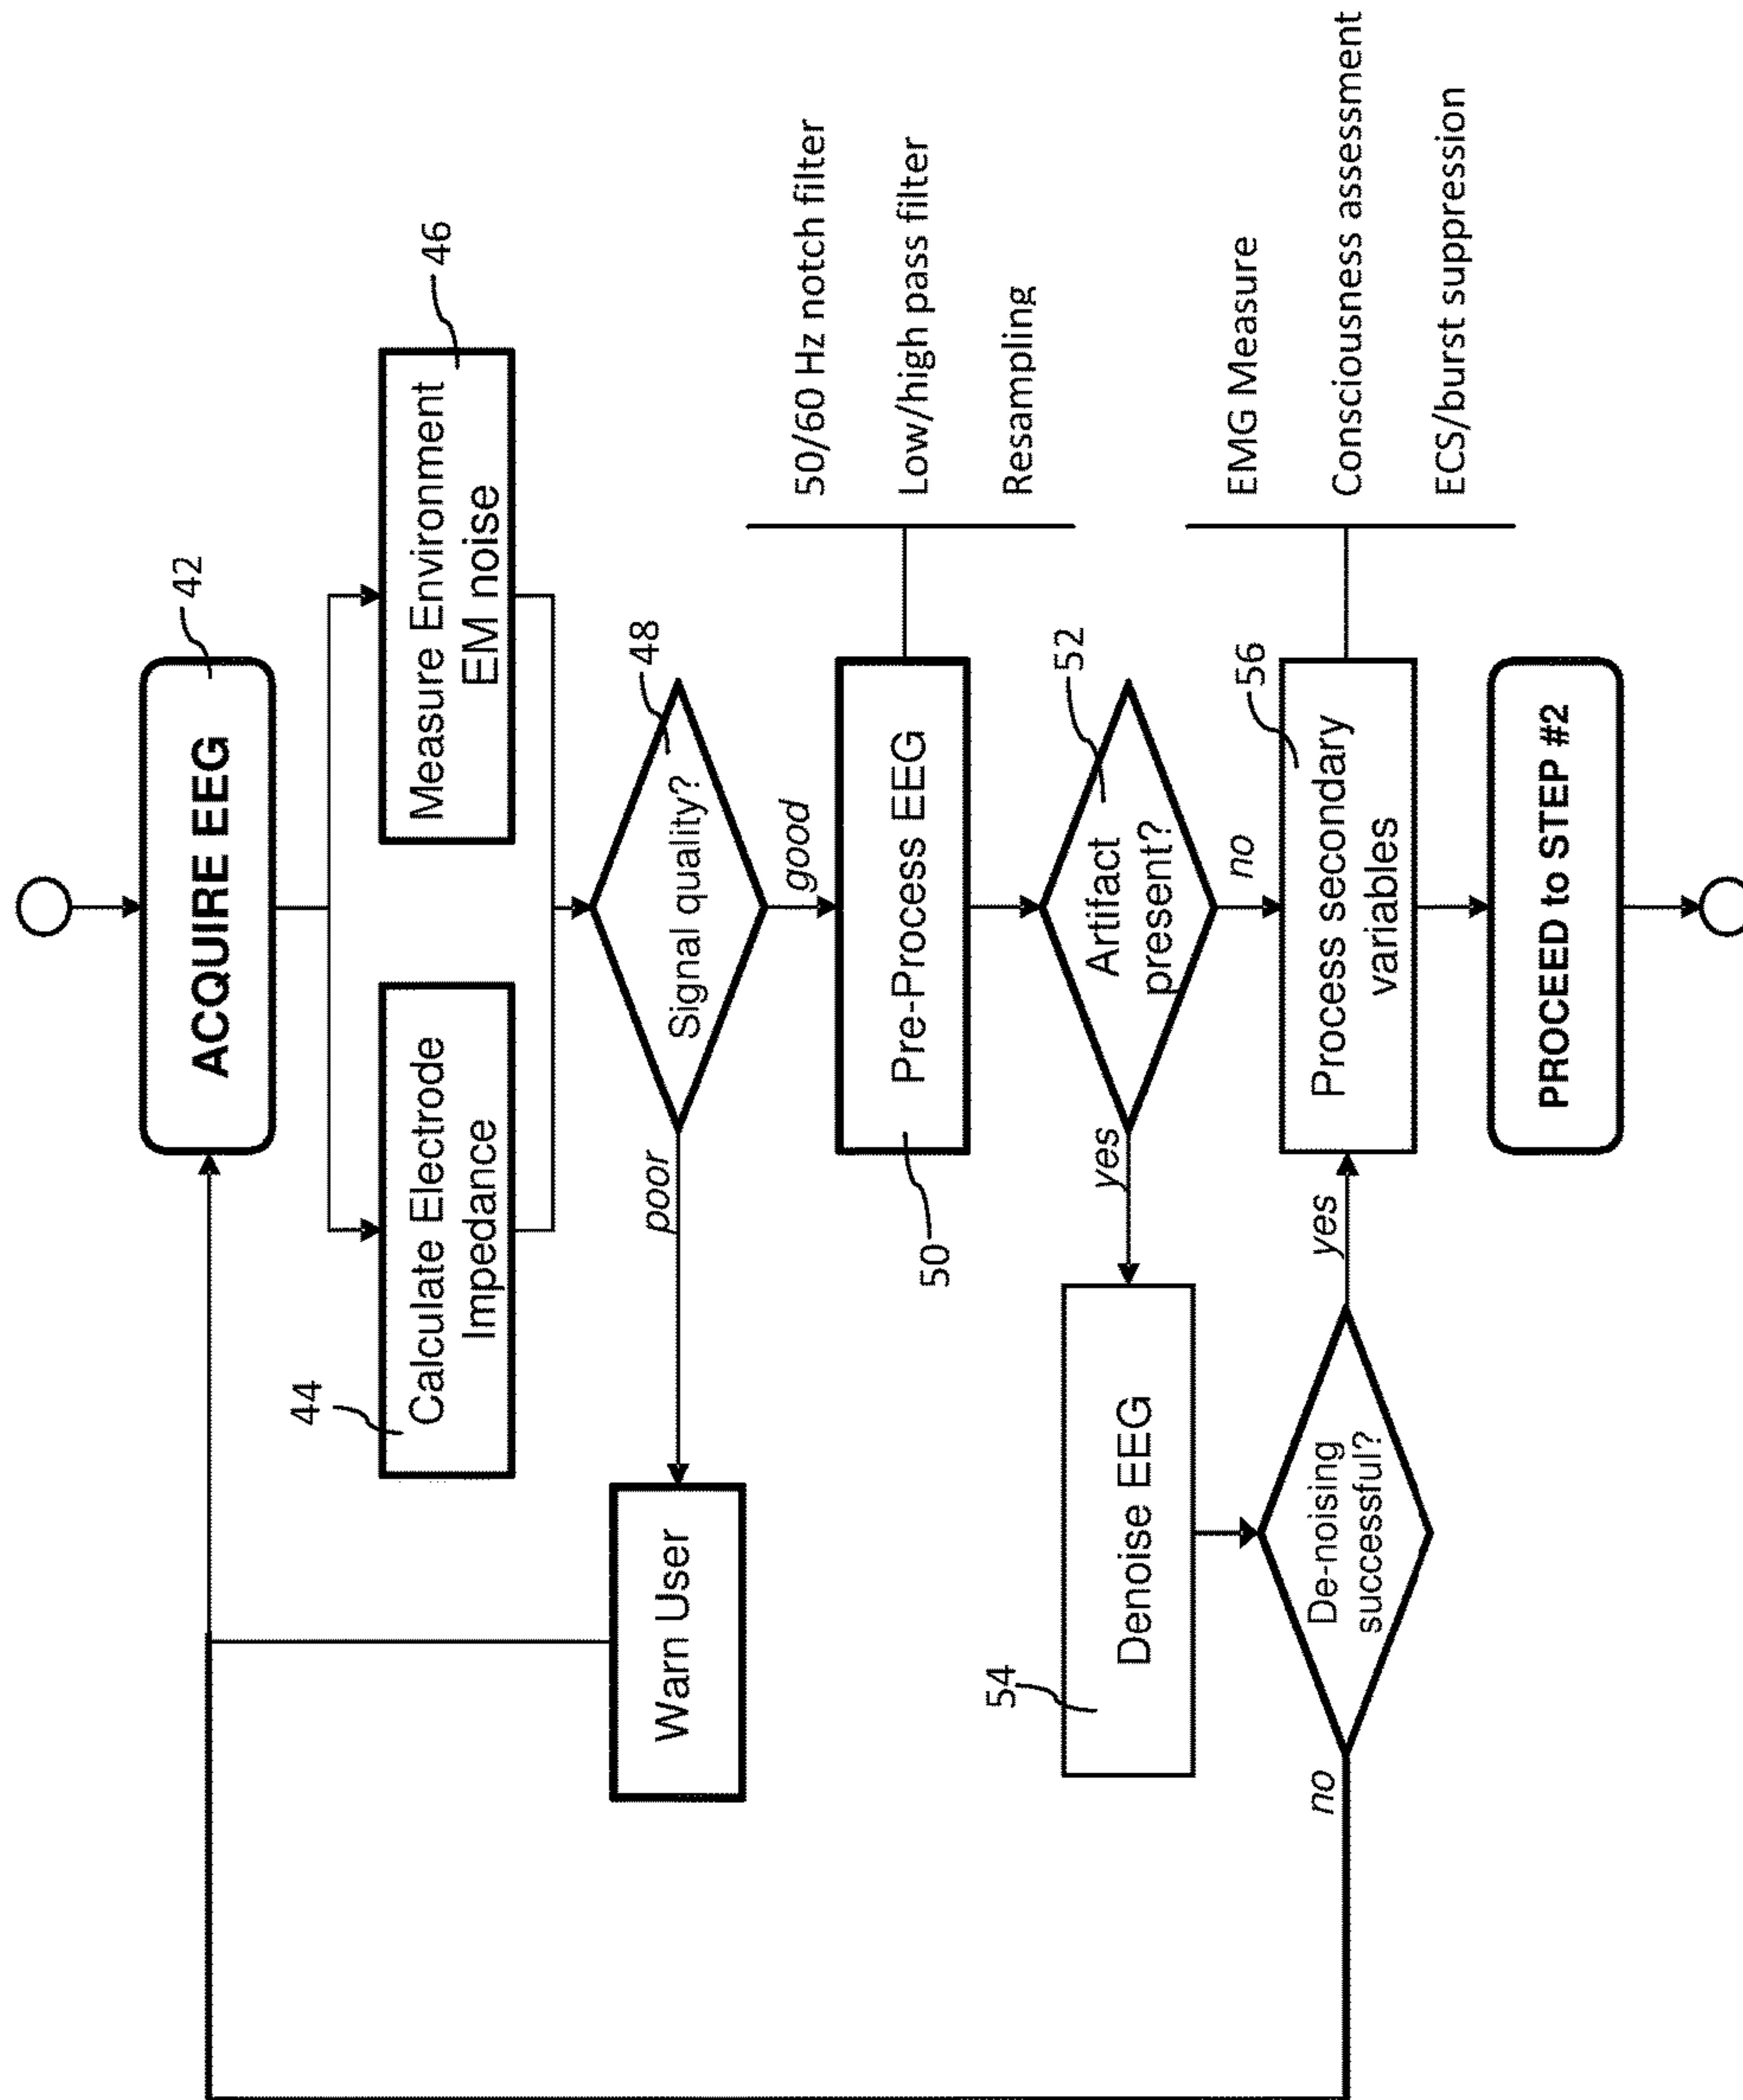 42
ACQUIRE EEG
44
Calculate Electrode
Impedance
46
Measure Environment
EM noise
48
Signal quality?
poor
good
Warn User
50
Pre-Process EEG
50/60 Hz notch filter
Low/high pass filter
Resampling
52
Artifact
present?
yes
no
54
Denoise EEG
De-noising
successful?
no
yes
56
Process secondary
variables
EMG Measure
Consciousness assessment
ECS/burst suppression
PROCEED to STEP #2